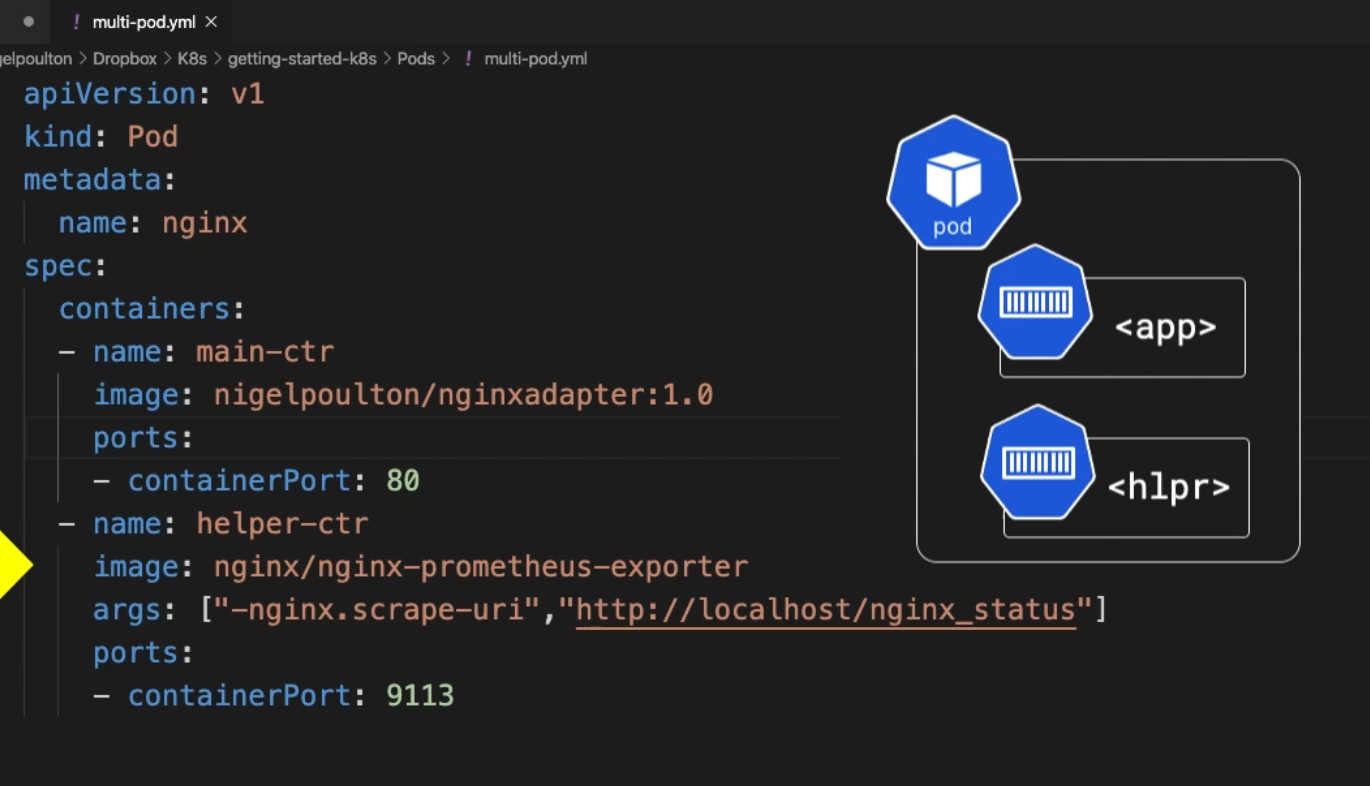 ! multi-pod.yml ×
gelpoulton > Dropbox > K8s > getting-started-k8s > Pods > ! multi-pod.yml
apiVersion: v1
kind: Pod
metadata:
  name: nginx
spec:
  containers:
  - name: main-ctr
    image: nigelpoulton/nginxadapter:1.0
    ports:
    - containerPort: 80
  - name: helper-ctr
    image: nginx/nginx-prometheus-exporter
    args: ["-nginx.scrape-uri","http://localhost/nginx_status"]
    ports:
    - containerPort: 9113
pod
<app>
<hlpr>